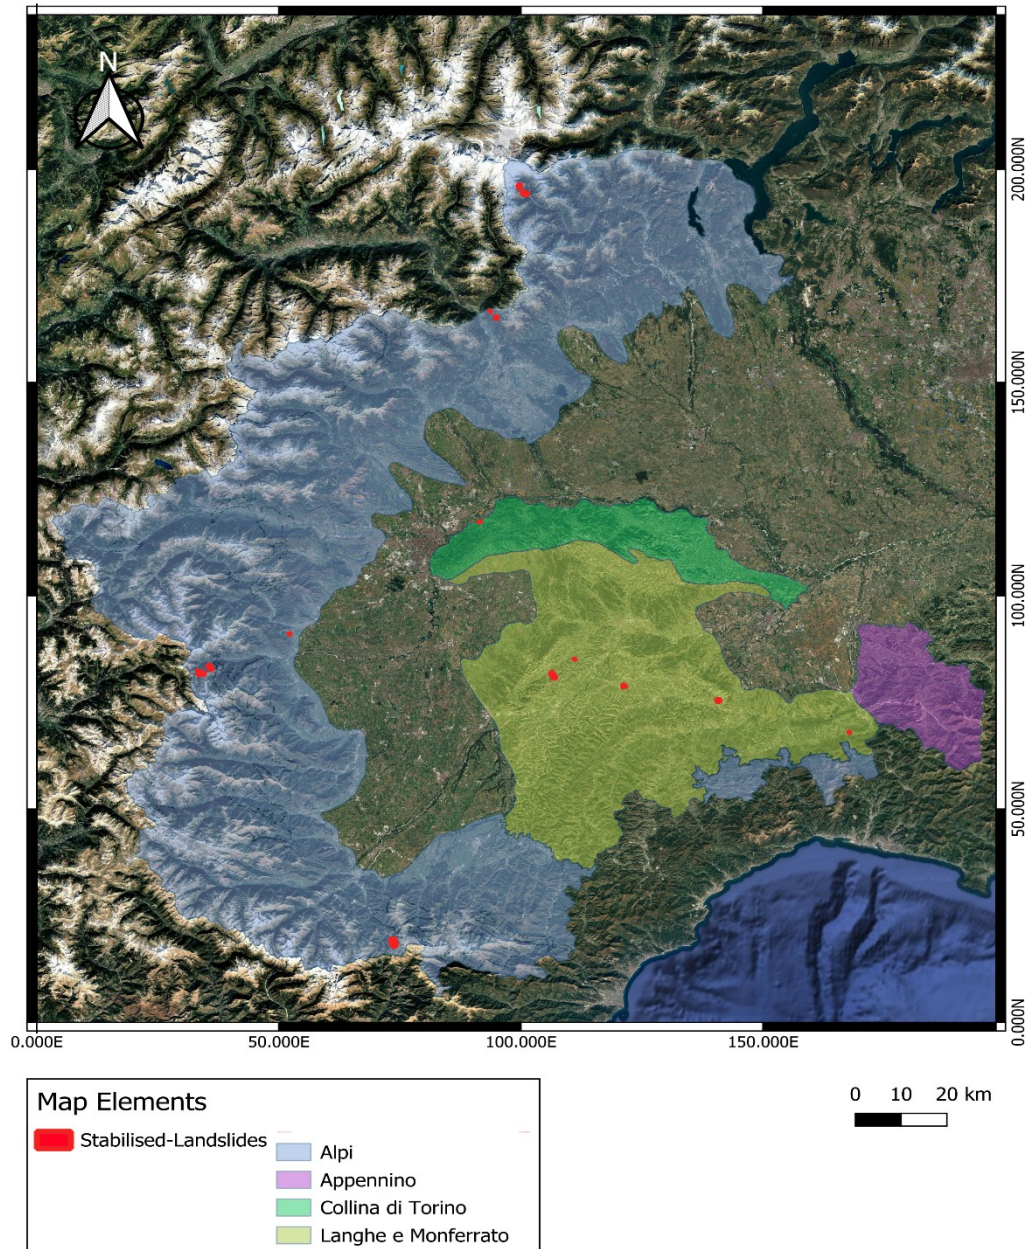 N
200.000N
150.000N
100.000N
50.000N
0.000N
0.000E
50.000E
100.000E
150.000E
0 10 20 km
Map Elements
Stabilised-Landslides
Alpi
Appennino
Collina di Torino
Langhe e Monferrato